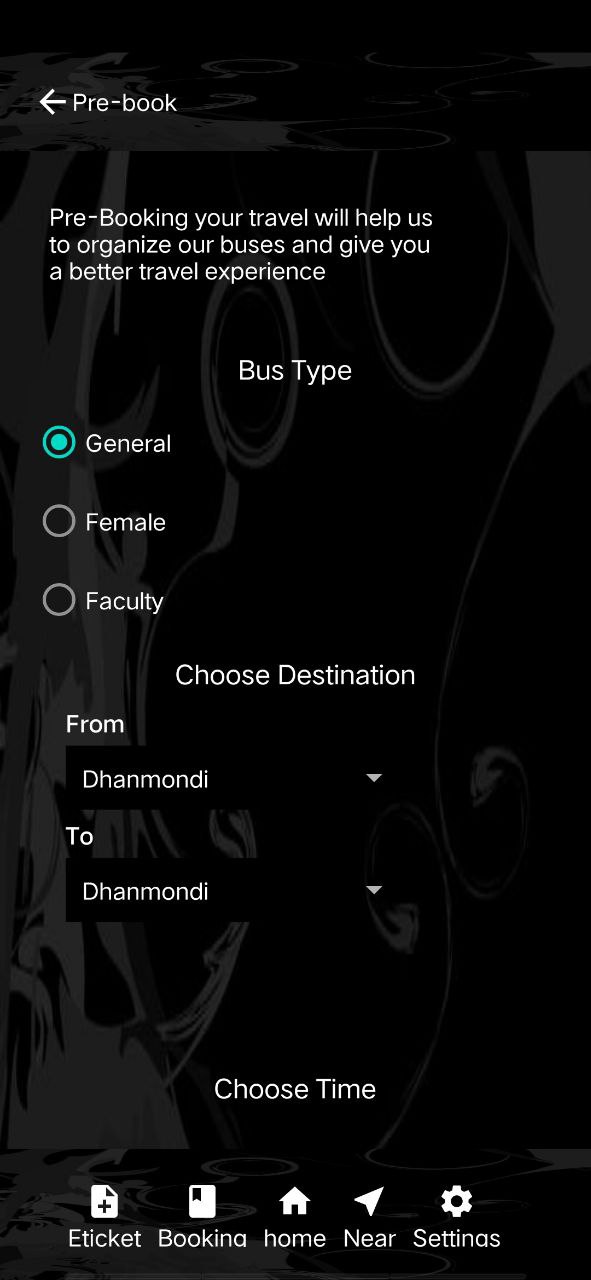 Pre-book
Pre-Booking your travel will help us
to organize our buses and give you
a better travel experience
Bus Type
General
Female
Faculty
Choose Destination
From
Dhanmondi
To
Dhanmondi
Choose Time
Eticket Booking home Near Settings